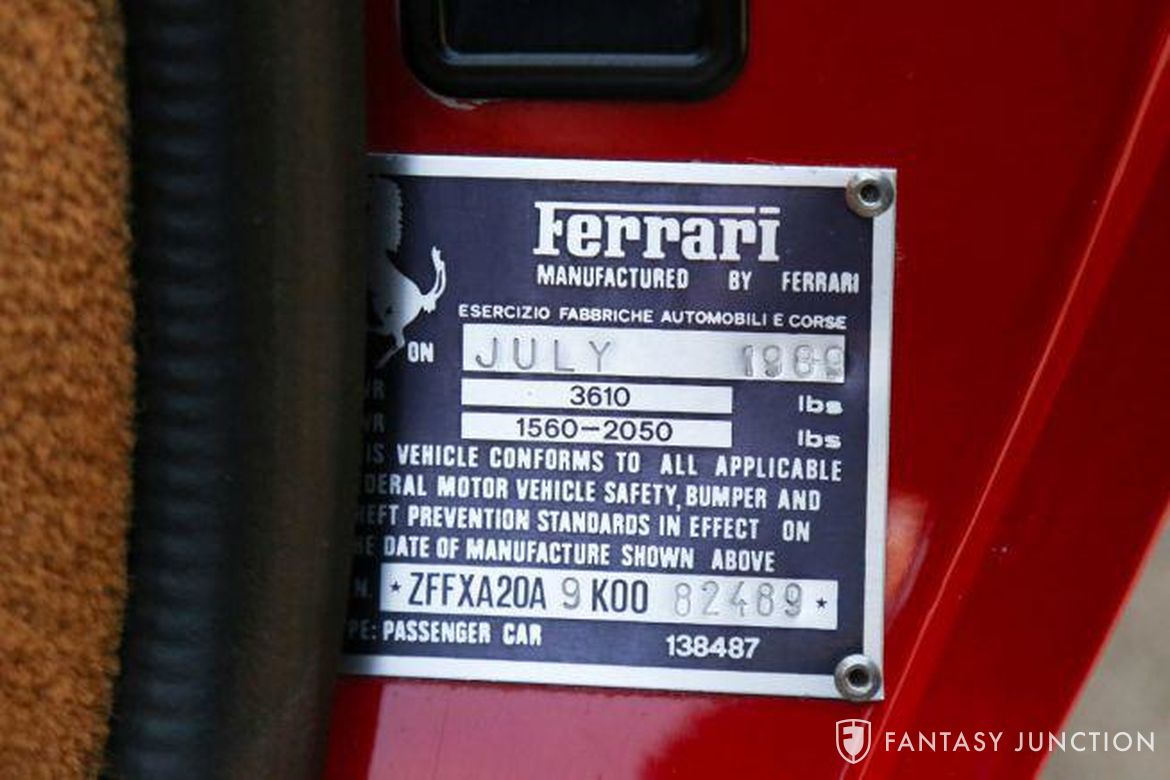 Ferrari
MANUFACTURED BY FERRARI
ESERCIZIO FABBRICHE AUTOMOBILI E CORSE
ON JULY 1989
3610 lbs
1560-2050 lbs
VEHICLE CONFORMS TO ALL APPLICABLE
DERAL MOTOR VEHICLE SAFETY, BUMPER AND
EFT PREVENTION STANDARDS IN EFFECT ON
E DATE OF MANUFACTURE SHOWN ABOVE
N. *ZFFXA20A 9 K00 82489*
PE: PASSENGER CAR 138487
FANTASY JUNCTION